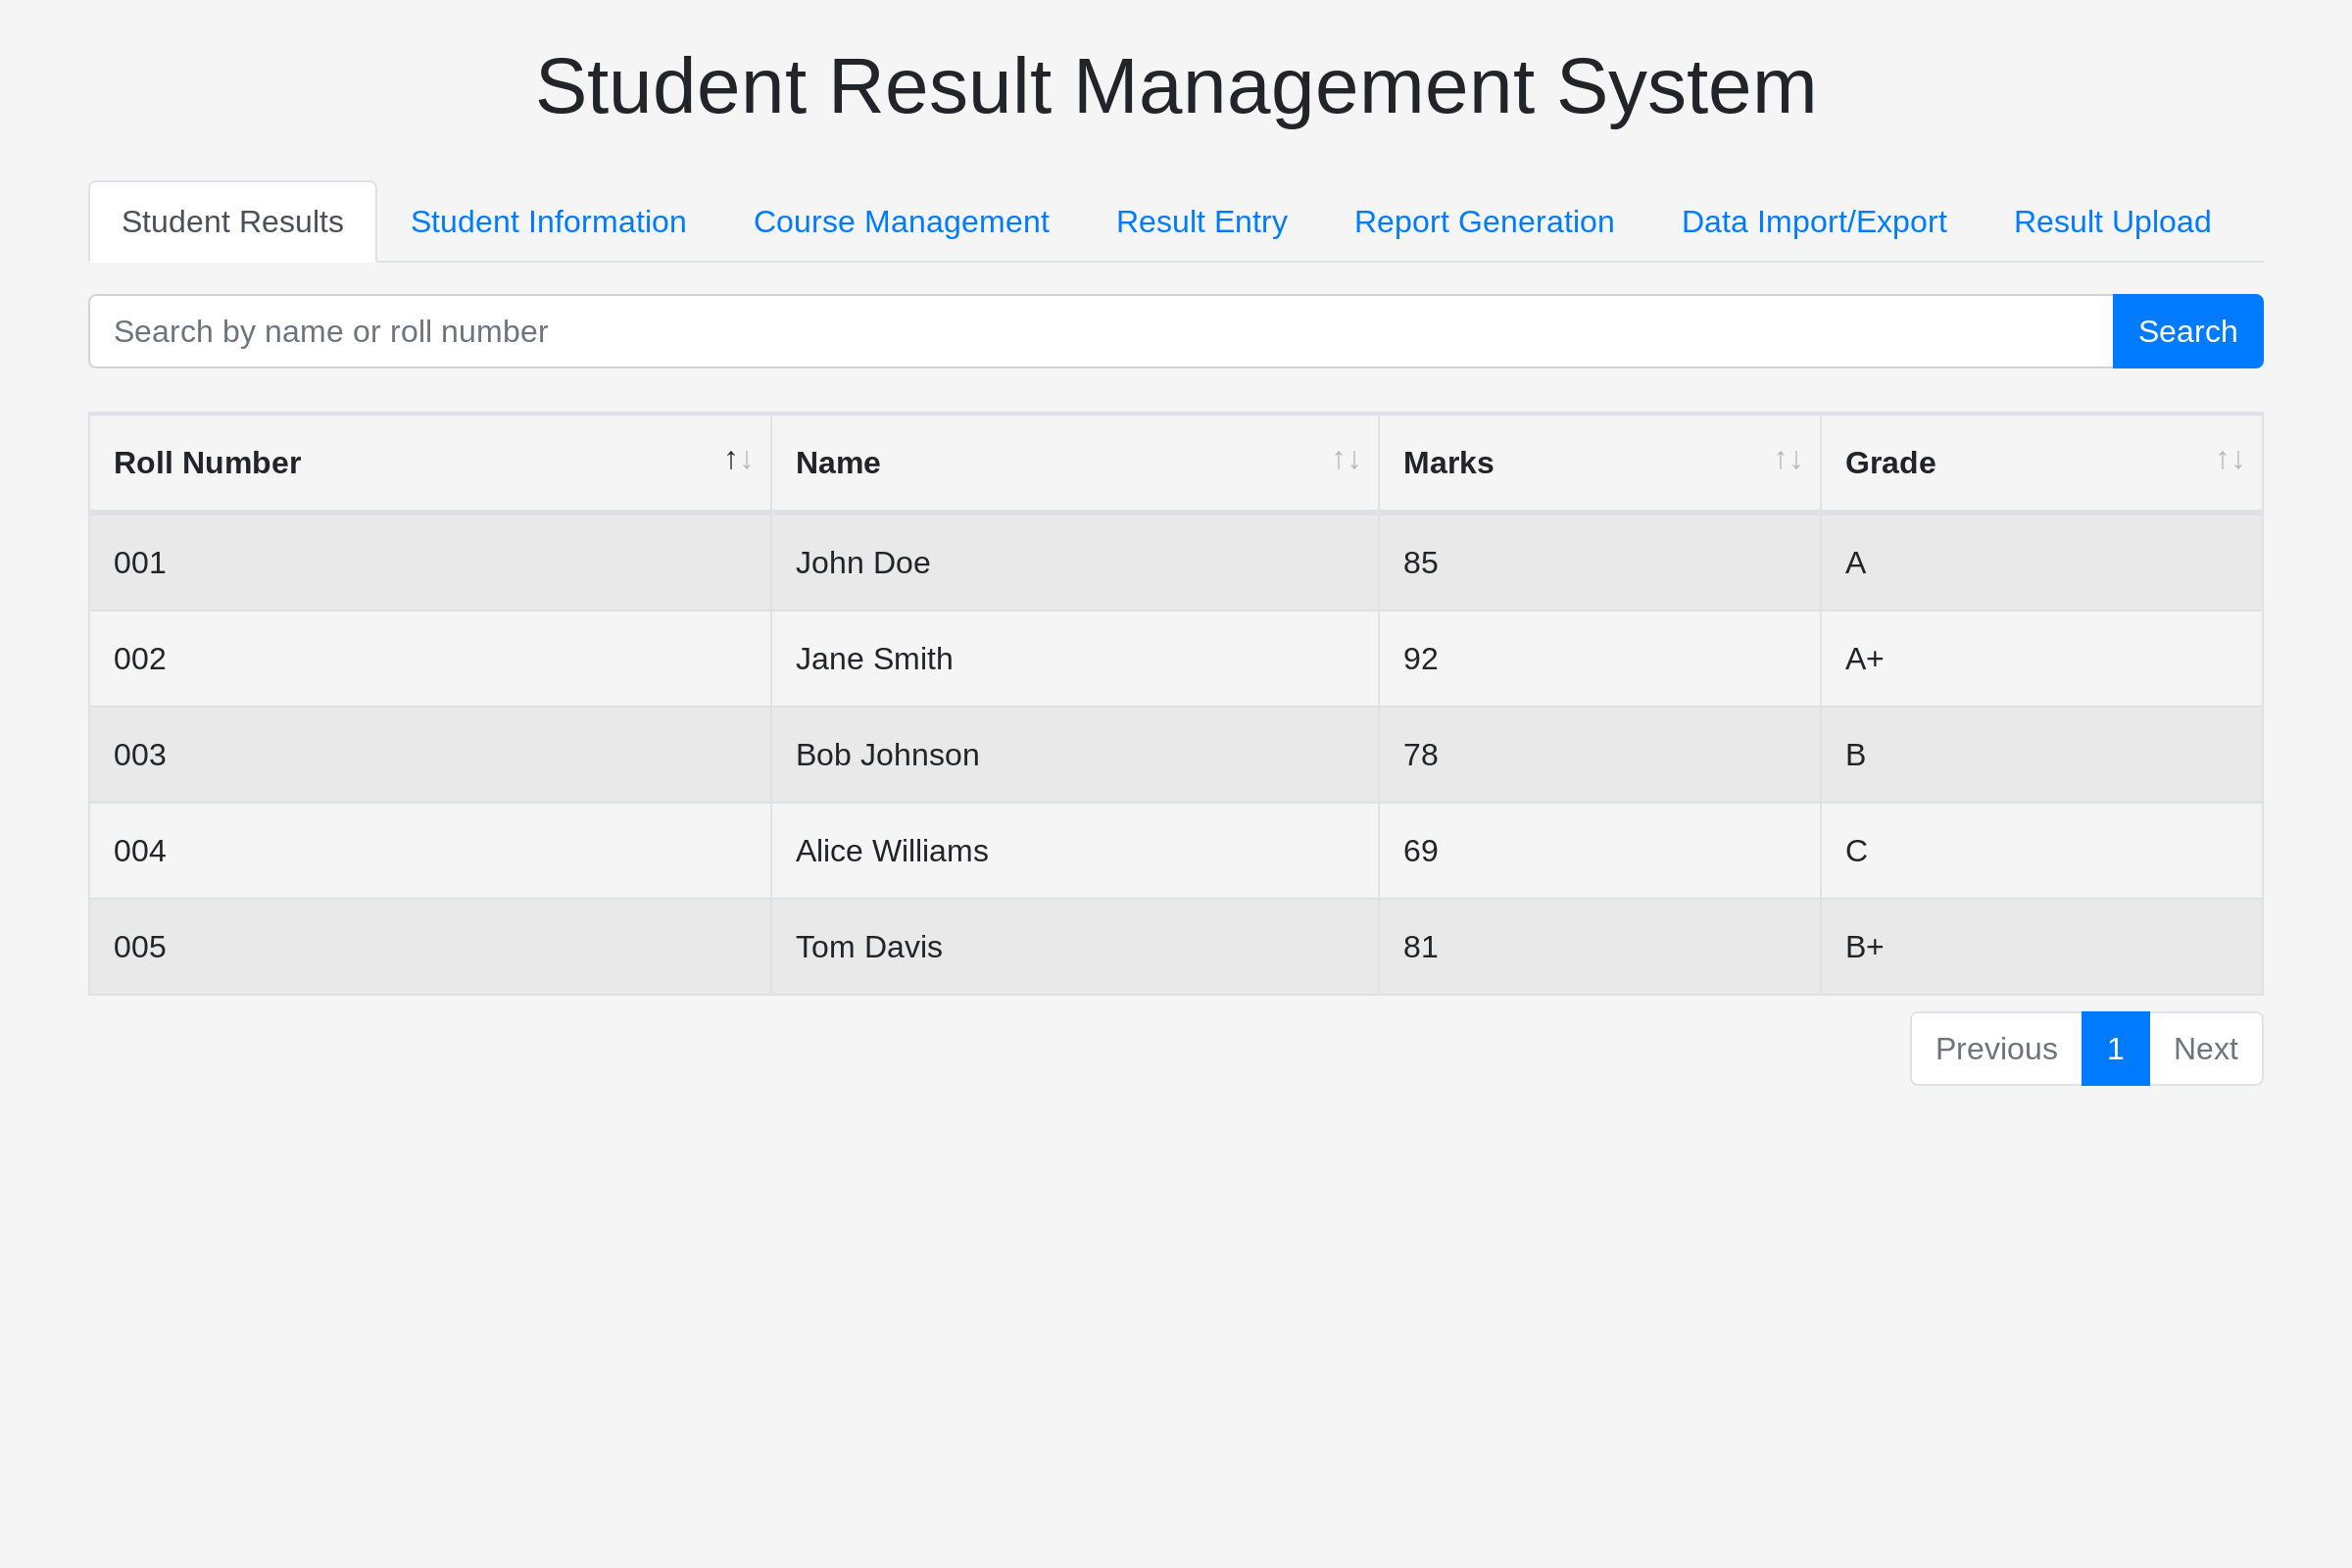 Student Result Management System
Student Results Student Information Course Management Result Entry Report Generation Data Import/Export Result Upload
Search by name or roll number Search
Roll Number ↑↓ Name ↑↓ Marks ↑↓ Grade ↑↓
001 John Doe 85 A
002 Jane Smith 92 A+
003 Bob Johnson 78 B
004 Alice Williams 69 C
005 Tom Davis 81 B+
Previous 1 Next